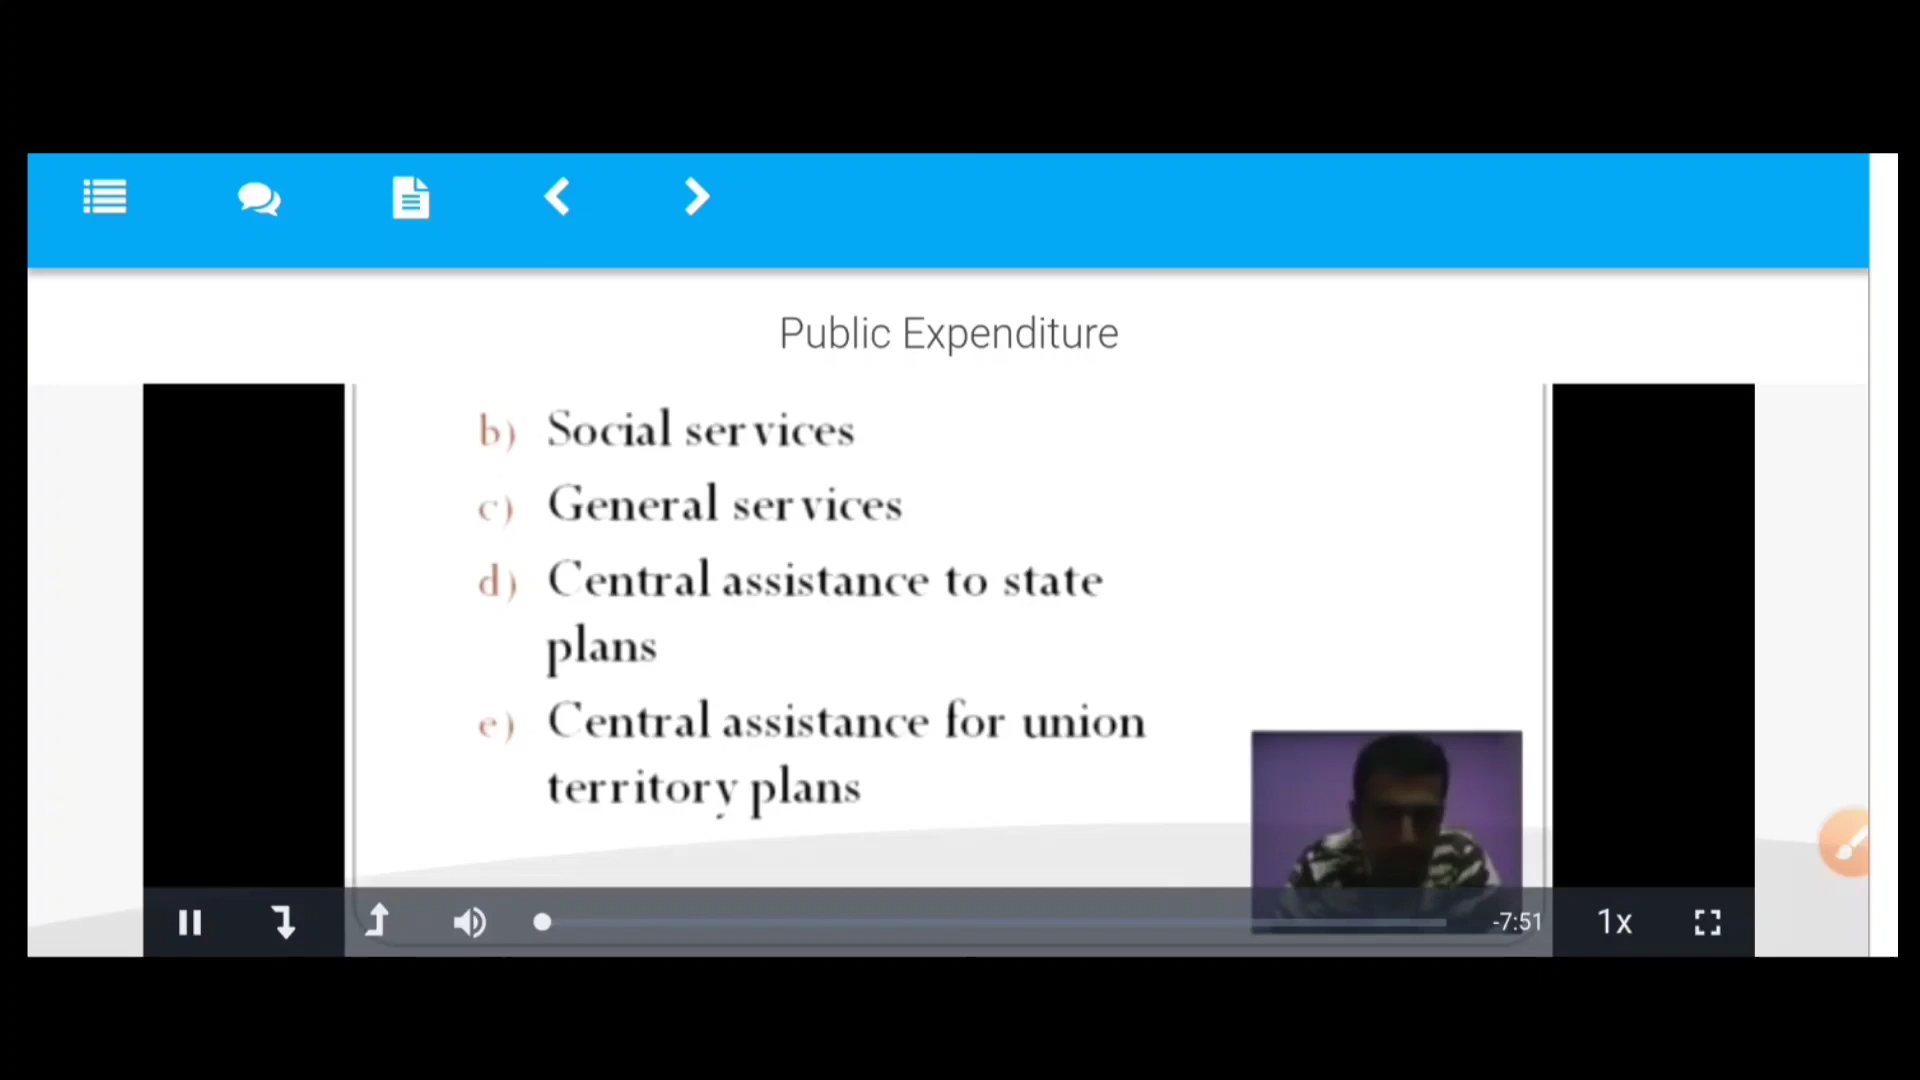 Public Expenditure
b) Social services
c) General services
d) Central assistance to state
plans
e) Central assistance for union
territory plans
-7:51
1x